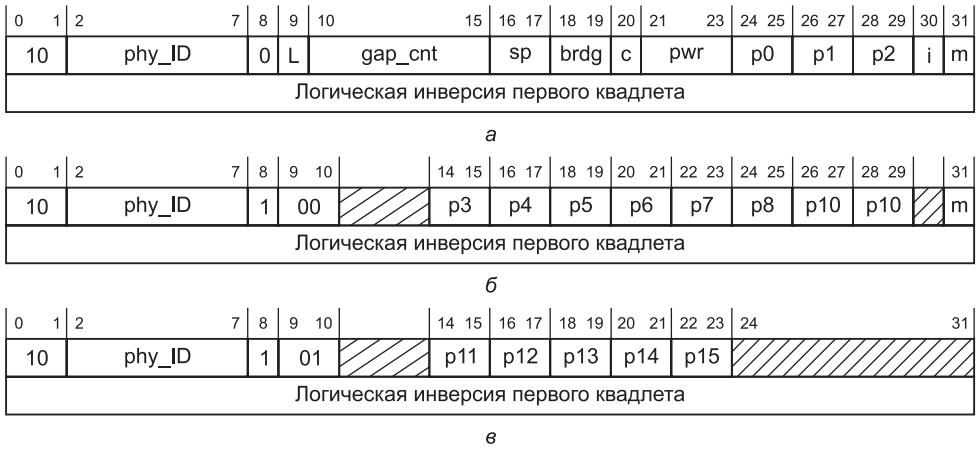 0 1 2 7 8 9 10 15 16 17 18 19 20 21 23 24 25 26 27 28 29 30 31
10 phy_ID 0 L gap_cnt sp brdg c pwr p0 p1 p2 i m
Логическая инверсия первого квадлета
а
0 1 2 7 8 9 10 14 15 16 17 18 19 20 21 22 23 24 25 26 27 28 29 31
10 phy_ID 1 00 p3 p4 p5 p6 p7 p8 p10 p10 m
Логическая инверсия первого квадлета
б
0 1 2 7 8 9 10 14 15 16 17 18 19 20 21 22 23 24 31
10 phy_ID 1 01 p11 p12 p13 p14 p15
Логическая инверсия первого квадлета
в